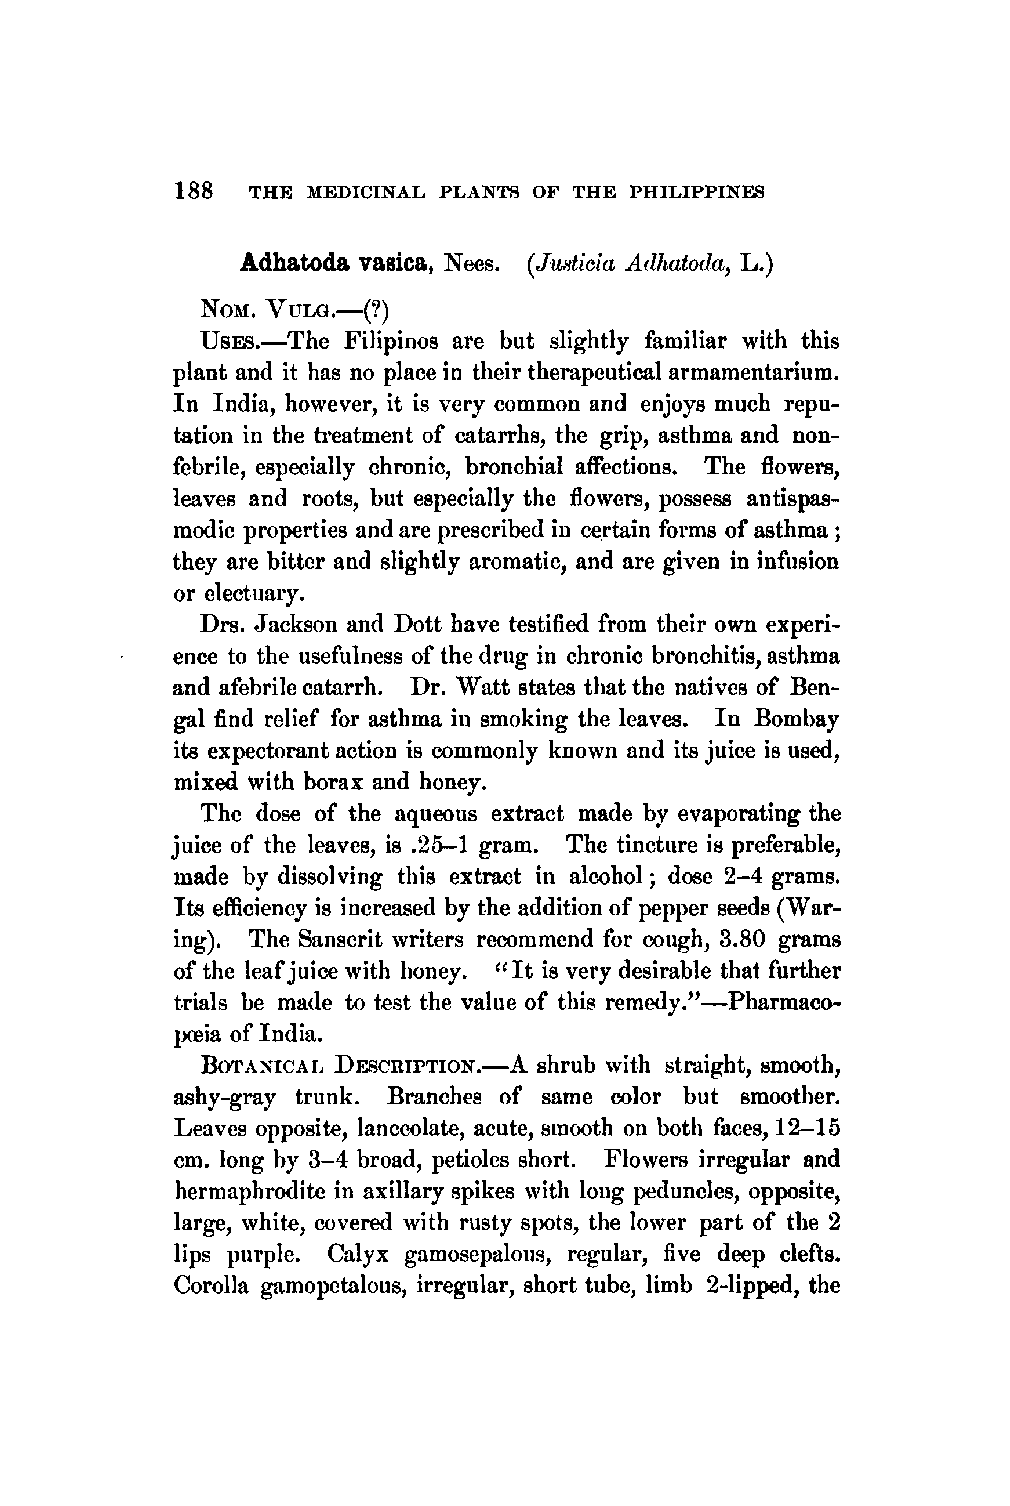 188 THE MEDICINAL PLANTS OF THE PHILIPPINES
Adhatoda vasica, Nees. (Justicia Adhatoda, L.)
NOM. VULG.—(?)
USES.—The Filipinos are but slightly familiar with this
plant and it has no place in their therapeutical armamentarium.
In India, however, it is very common and enjoys much repu-
tation in the treatment of catarrhs, the grip, asthma and non-
febrile, especially chronic, bronchial affections. The flowers,
leaves and roots, but especially the flowers, possess antispas-
modic properties and are prescribed in certain forms of asthma;
they are bitter and slightly aromatic, and are given in infusion
or electuary.
Drs. Jackson and Dott have testified from their own experi-
ence to the usefulness of the drug in chronic bronchitis, asthma
and afebrile catarrh. Dr. Watt states that the natives of Ben-
gal find relief for asthma in smoking the leaves. In Bombay
its expectorant action is commonly known and its juice is used,
mixed with borax and honey.
The dose of the aqueous extract made by evaporating the
juice of the leaves, is .25–1 gram. The tincture is preferable,
made by dissolving this extract in alcohol; dose 2–4 grams.
Its efficiency is increased by the addition of pepper seeds (War-
ing). The Sanscrit writers recommend for cough, 3.80 grams
of the leaf juice with honey. "It is very desirable that further
trials be made to test the value of this remedy."—Pharmaco-
pœia of India.
BOTANICAL DESCRIPTION.—A shrub with straight, smooth,
ashy-gray trunk. Branches of same color but smoother.
Leaves opposite, lanceolate, acute, smooth on both faces, 12–15
cm. long by 3–4 broad, petioles short. Flowers irregular and
hermaphrodite in axillary spikes with long peduncles, opposite,
large, white, covered with rusty spots, the lower part of the 2
lips purple. Calyx gamosepalous, regular, five deep clefts.
Corolla gamopetalous, irregular, short tube, limb 2-lipped, the